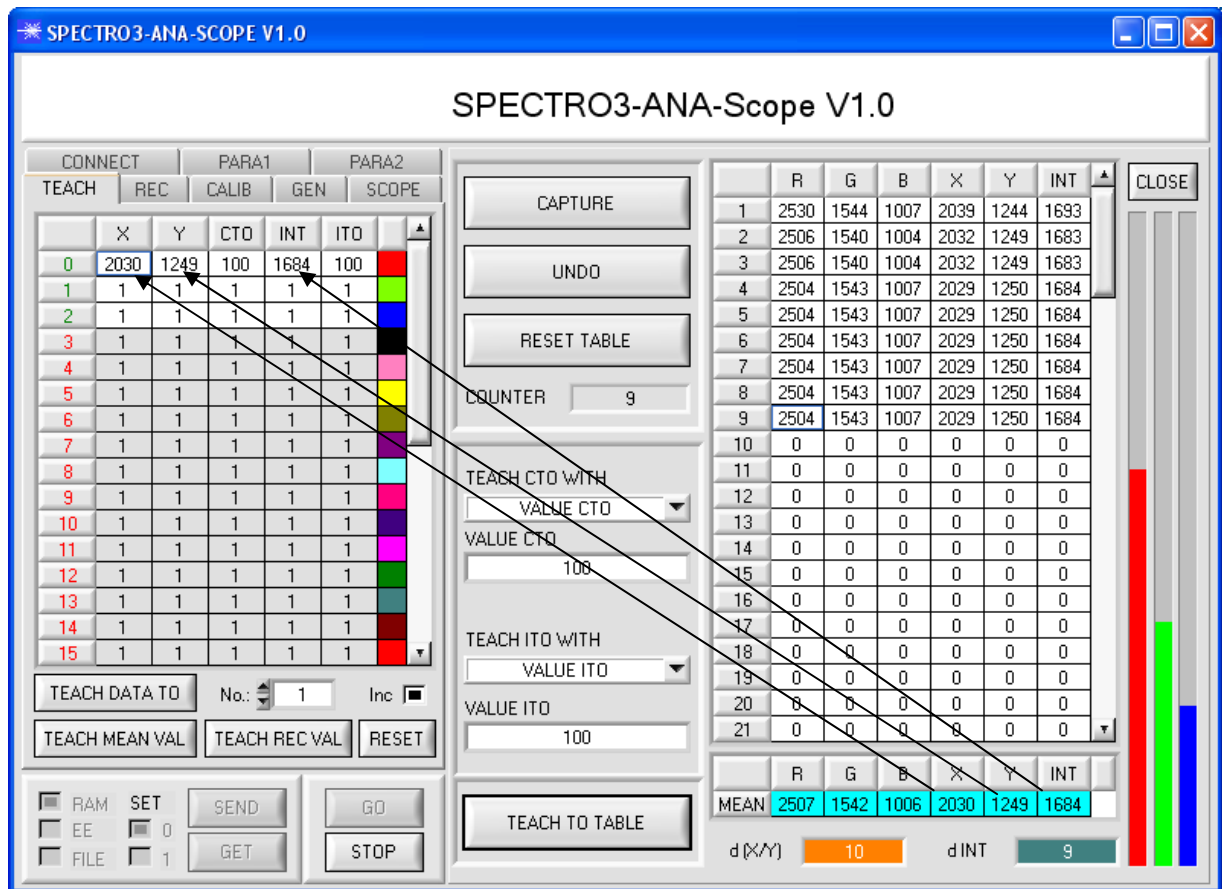 SPECTRO3-ANA-SCOPE V1.0
SPECTRO3-ANA-Scope V1.0
CONNECT PARA1 PARA2
TEACH REC CALIB GEN SCOPE
X Y CTO INT ITO
0 2030 1249 100 1684 100
1 1 1 1 1 1
2 1 1 1 1 1
3 1 1 1 1 1
4 1 1 1 1 1
5 1 1 1 1 1
6 1 1 1 1 1
7 1 1 1 1 1
8 1 1 1 1 1
9 1 1 1 1 1
10 1 1 1 1 1
11 1 1 1 1 1
12 1 1 1 1 1
13 1 1 1 1 1
14 1 1 1 1 1
15 1 1 1 1 1
TEACH DATA TO No.: 1 Inc
TEACH MEAN VAL TEACH REC VAL RESET
RAM SET SEND GO
EE 0
FILE 1 GET STOP
CAPTURE
UNDO
RESET TABLE
COUNTER 9
TEACH CTO WITH
VALUE CTO
VALUE CTO
100
TEACH ITO WITH
VALUE ITO
VALUE ITO
100
TEACH TO TABLE
R G B X Y INT
1 2530 1544 1007 2039 1244 1693
2 2506 1540 1004 2032 1249 1683
3 2506 1540 1004 2032 1249 1683
4 2504 1543 1007 2029 1250 1684
5 2504 1543 1007 2029 1250 1684
6 2504 1543 1007 2029 1250 1684
7 2504 1543 1007 2029 1250 1684
8 2504 1543 1007 2029 1250 1684
9 2504 1543 1007 2029 1250 1684
10 0 0 0 0 0 0
11 0 0 0 0 0 0
12 0 0 0 0 0 0
13 0 0 0 0 0 0
14 0 0 0 0 0 0
15 0 0 0 0 0 0
16 0 0 0 0 0 0
17 0 0 0 0 0 0
18 0 0 0 0 0 0
19 0 0 0 0 0 0
20 0 0 0 0 0 0
21 0 0 0 0 0 0
R G B X Y INT
MEAN 2507 1542 1006 2030 1249 1684
d (X/Y) 10 d INT 9
CLOSE